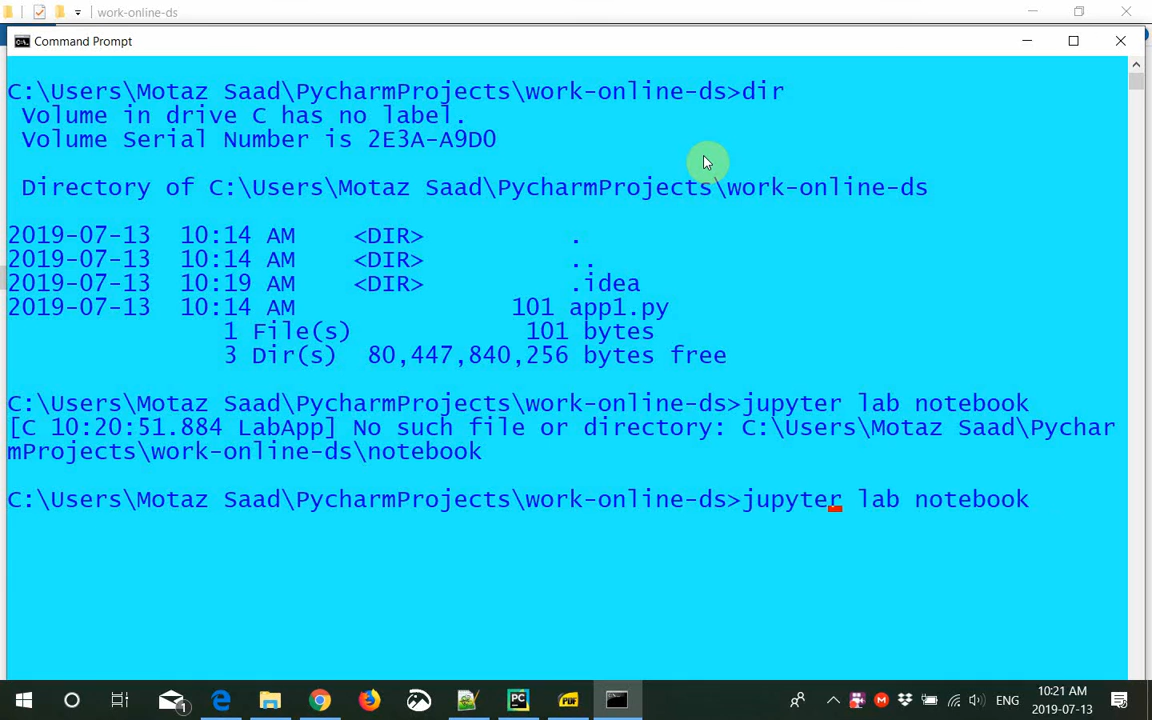 work-online-ds
Command Prompt
C:\Users\Motaz Saad\PycharmProjects\work-online-ds>dir
Volume in drive C has no label.
Volume Serial Number is 2E3A-A9D0
Directory of C:\Users\Motaz Saad\PycharmProjects\work-online-ds
2019-07-13 10:14 AM <DIR> .
2019-07-13 10:14 AM <DIR> ..
2019-07-13 10:19 AM <DIR> .idea
2019-07-13 10:14 AM 101 app1.py
1 File(s) 101 bytes
3 Dir(s) 80,447,840,256 bytes free
C:\Users\Motaz Saad\PycharmProjects\work-online-ds>jupyter lab notebook
[C 10:20:51.884 LabApp] No such file or directory: C:\Users\Motaz Saad\Pychar
mProjects\work-online-ds\notebook
C:\Users\Motaz Saad\PycharmProjects\work-online-ds>jupyter lab notebook
1
PC
PDF
ENG
10:21 AM
2019-07-13